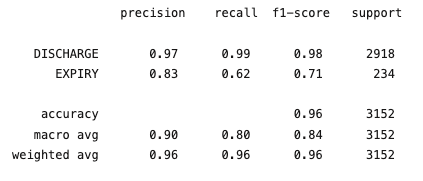 precision recall f1-score support
DISCHARGE 0.97 0.99 0.98 2918
EXPIRY 0.83 0.62 0.71 234
accuracy 0.96 3152
macro avg 0.90 0.80 0.84 3152
weighted avg 0.96 0.96 0.96 3152